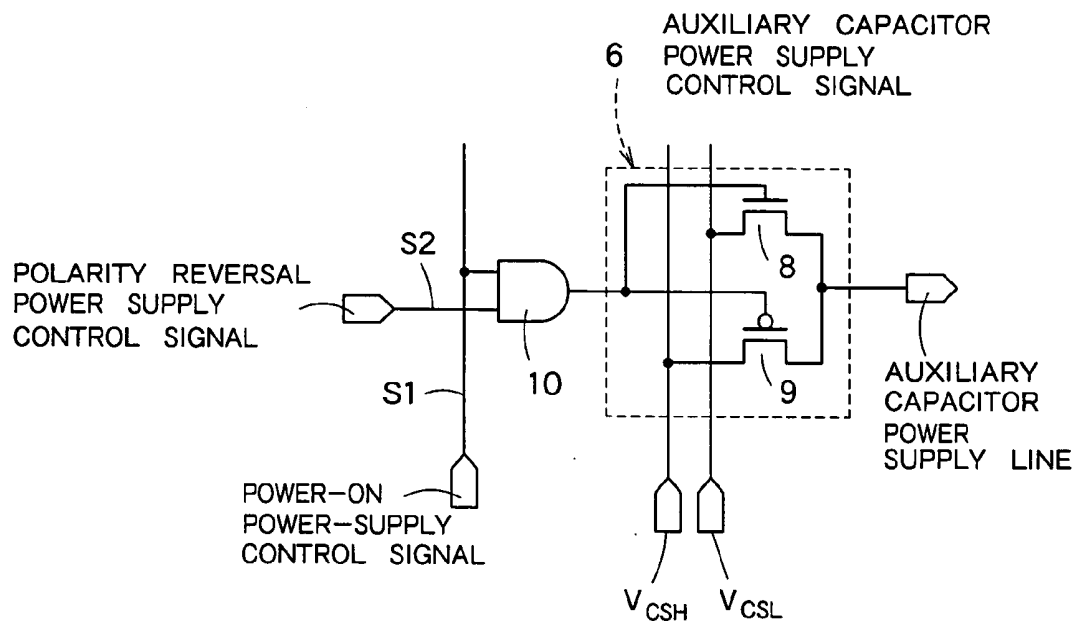 AUXILIARY CAPACITOR
POWER SUPPLY
CONTROL SIGNAL
6
S2
8
POLARITY REVERSAL
POWER SUPPLY
CONTROL SIGNAL
10
9
S1
AUXILIARY
CAPACITOR
POWER
SUPPLY LINE
POWER-ON
POWER-SUPPLY
CONTROL SIGNAL
VCSH
VCSL